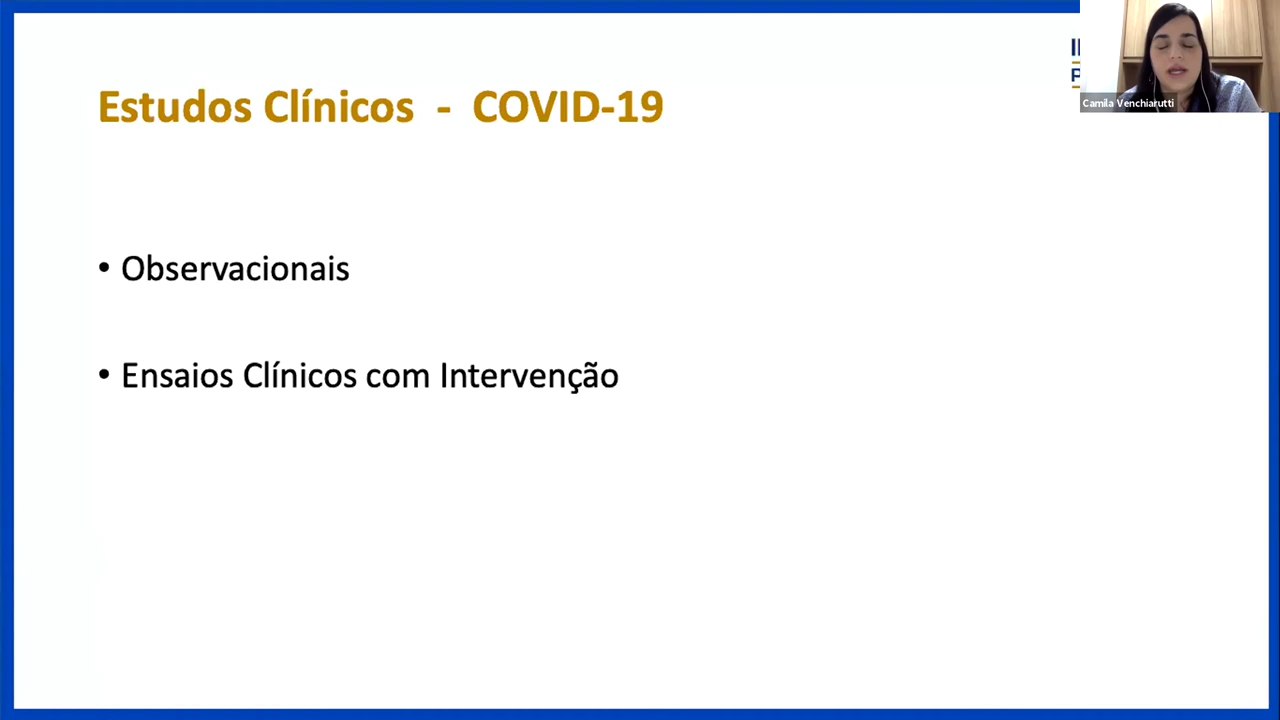 Estudos Clínicos - COVID-19
Camila Venchiarutti
• Observacionais
• Ensaios Clínicos com Intervenção